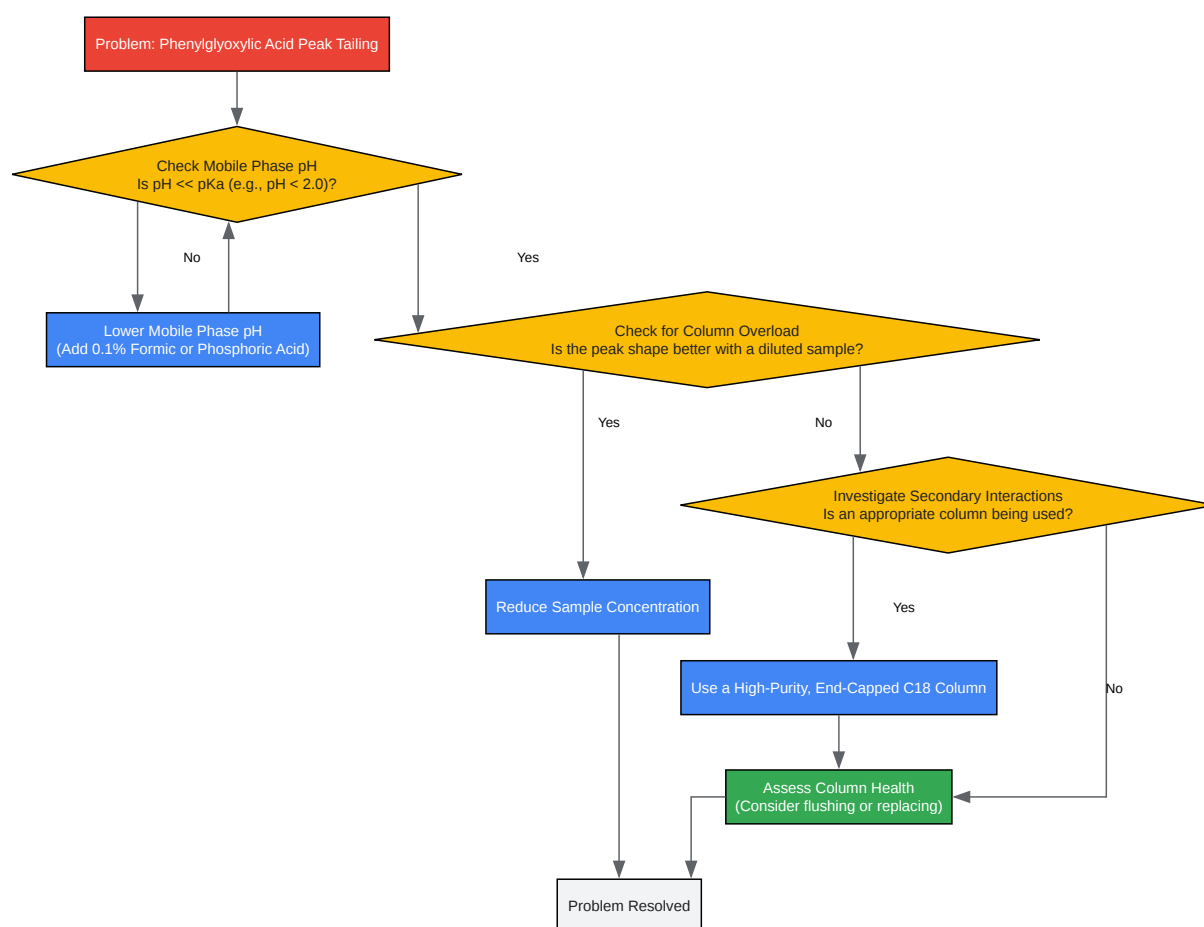 Problem: Phenylglyoxylic Acid Peak Tailing
Check Mobile Phase pH
Is pH << pKa (e.g., pH < 2.0)?
No
Yes
Lower Mobile Phase pH
(Add 0.1% Formic or Phosphoric Acid)
Check for Column Overload
Is the peak shape better with a diluted sample?
Yes
No
Investigate Secondary Interactions
Is an appropriate column being used?
Reduce Sample Concentration
Yes
Use a High-Purity, End-Capped C18 Column
No
Assess Column Health
(Consider flushing or replacing)
Problem Resolved